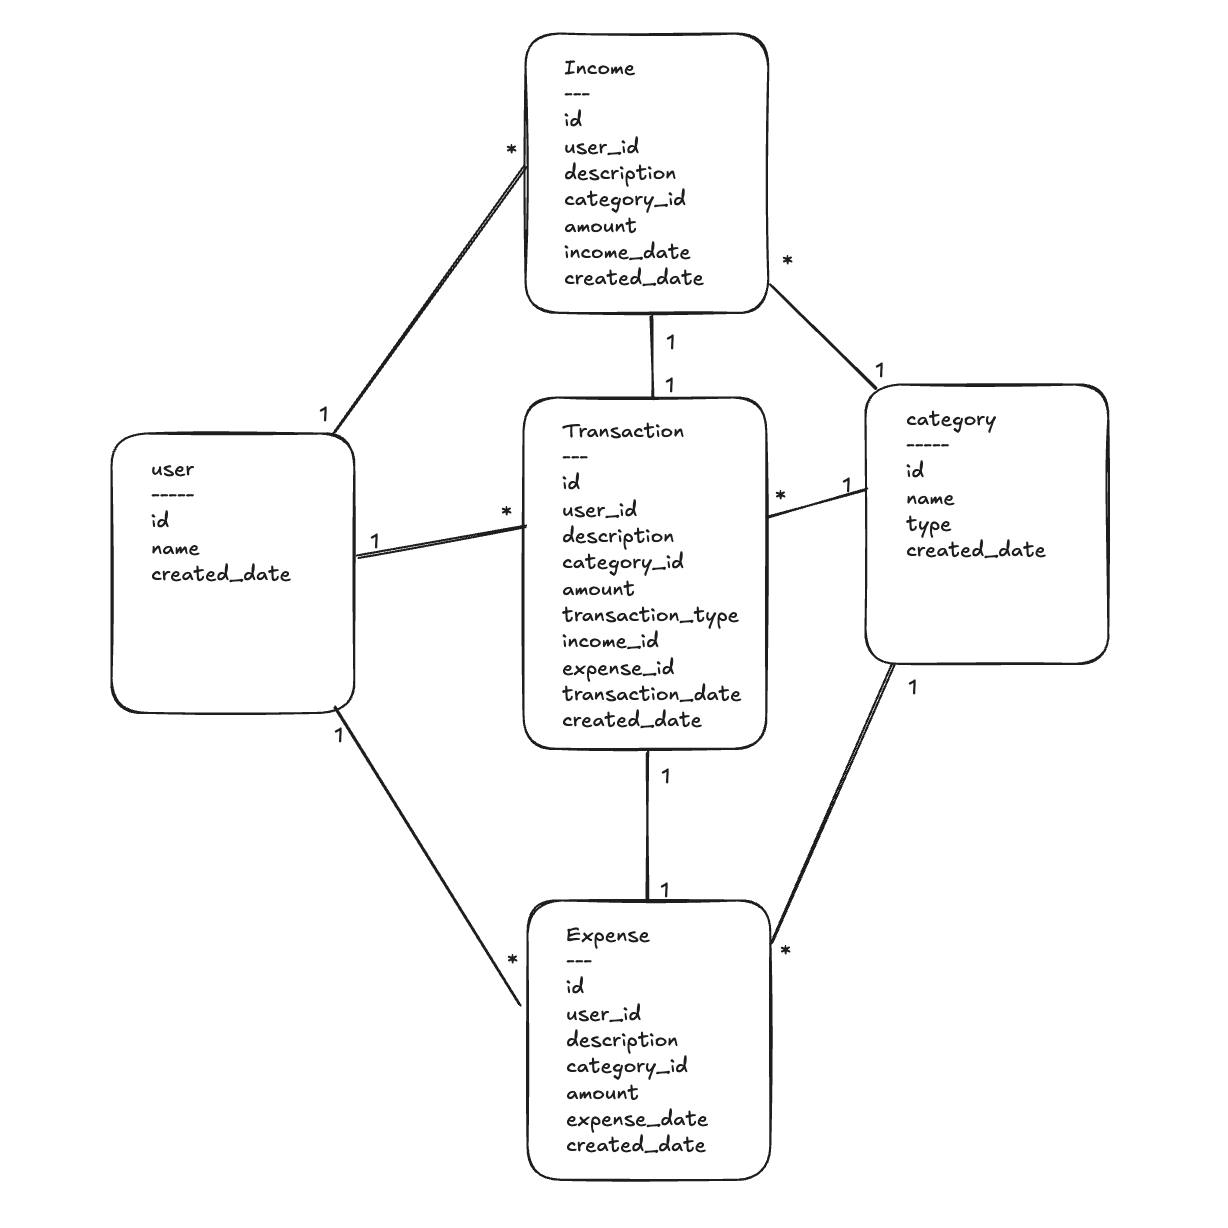 Income
---
id
user_id
description
category_id
amount
income_date
created_date
*
*
1
1
1
1
user
-----
id
name
created_date
1
*
Transaction
---
id
user_id
description
category_id
amount
transaction_type
income_id
expense_id
transaction_date
created_date
*
1
category
-----
id
name
type
created_date
1
1
1
1
*
*
Expense
---
id
user_id
description
category_id
amount
expense_date
created_date